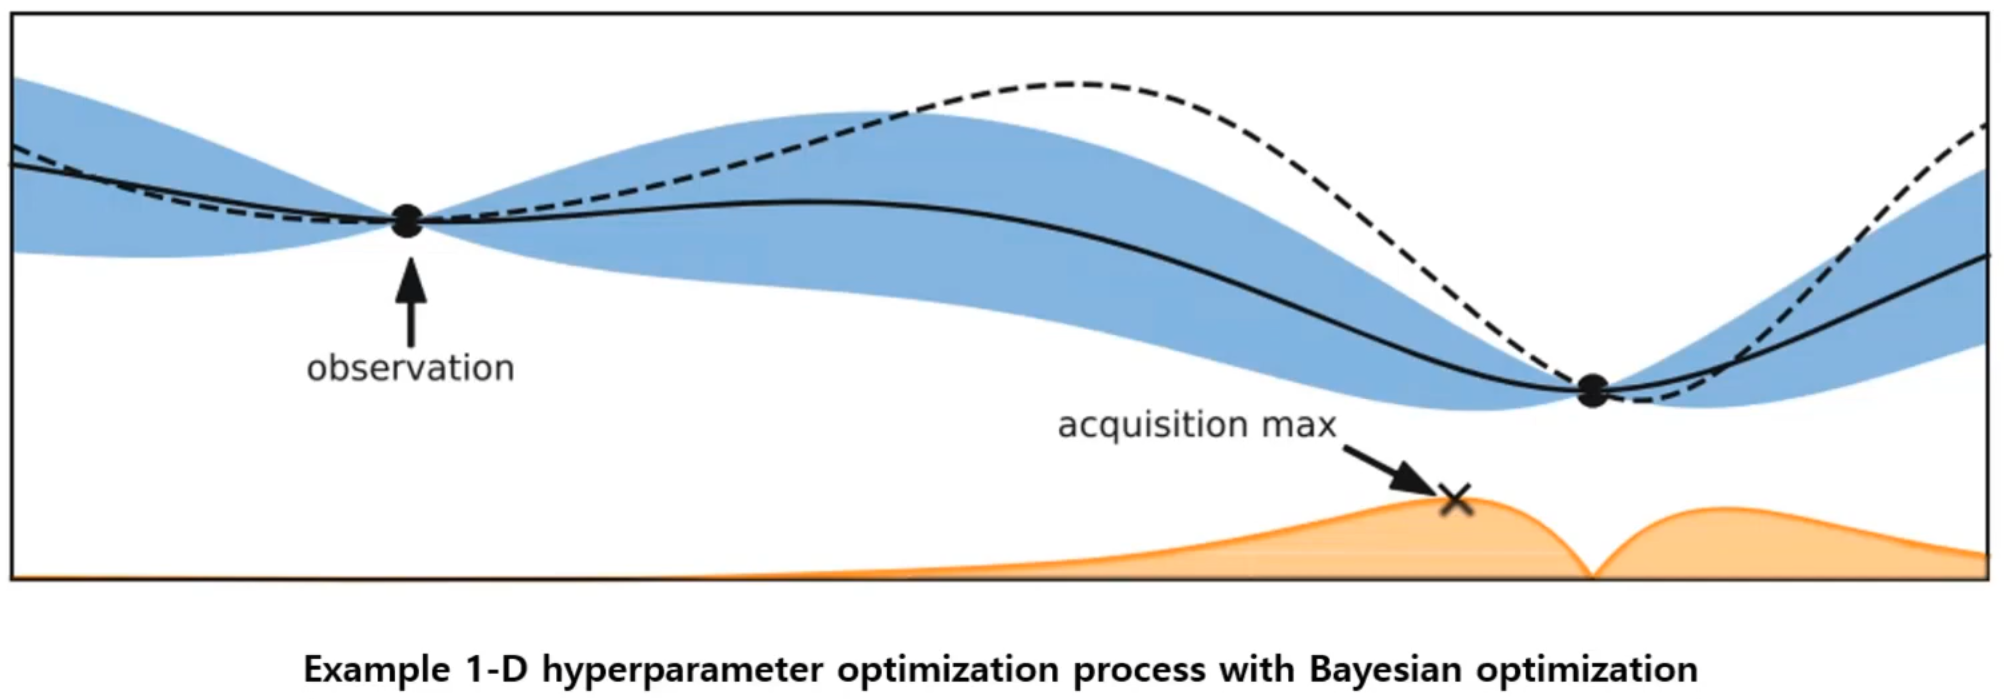 observation
acquisition max
Example 1-D hyperparameter optimization process with Bayesian optimization